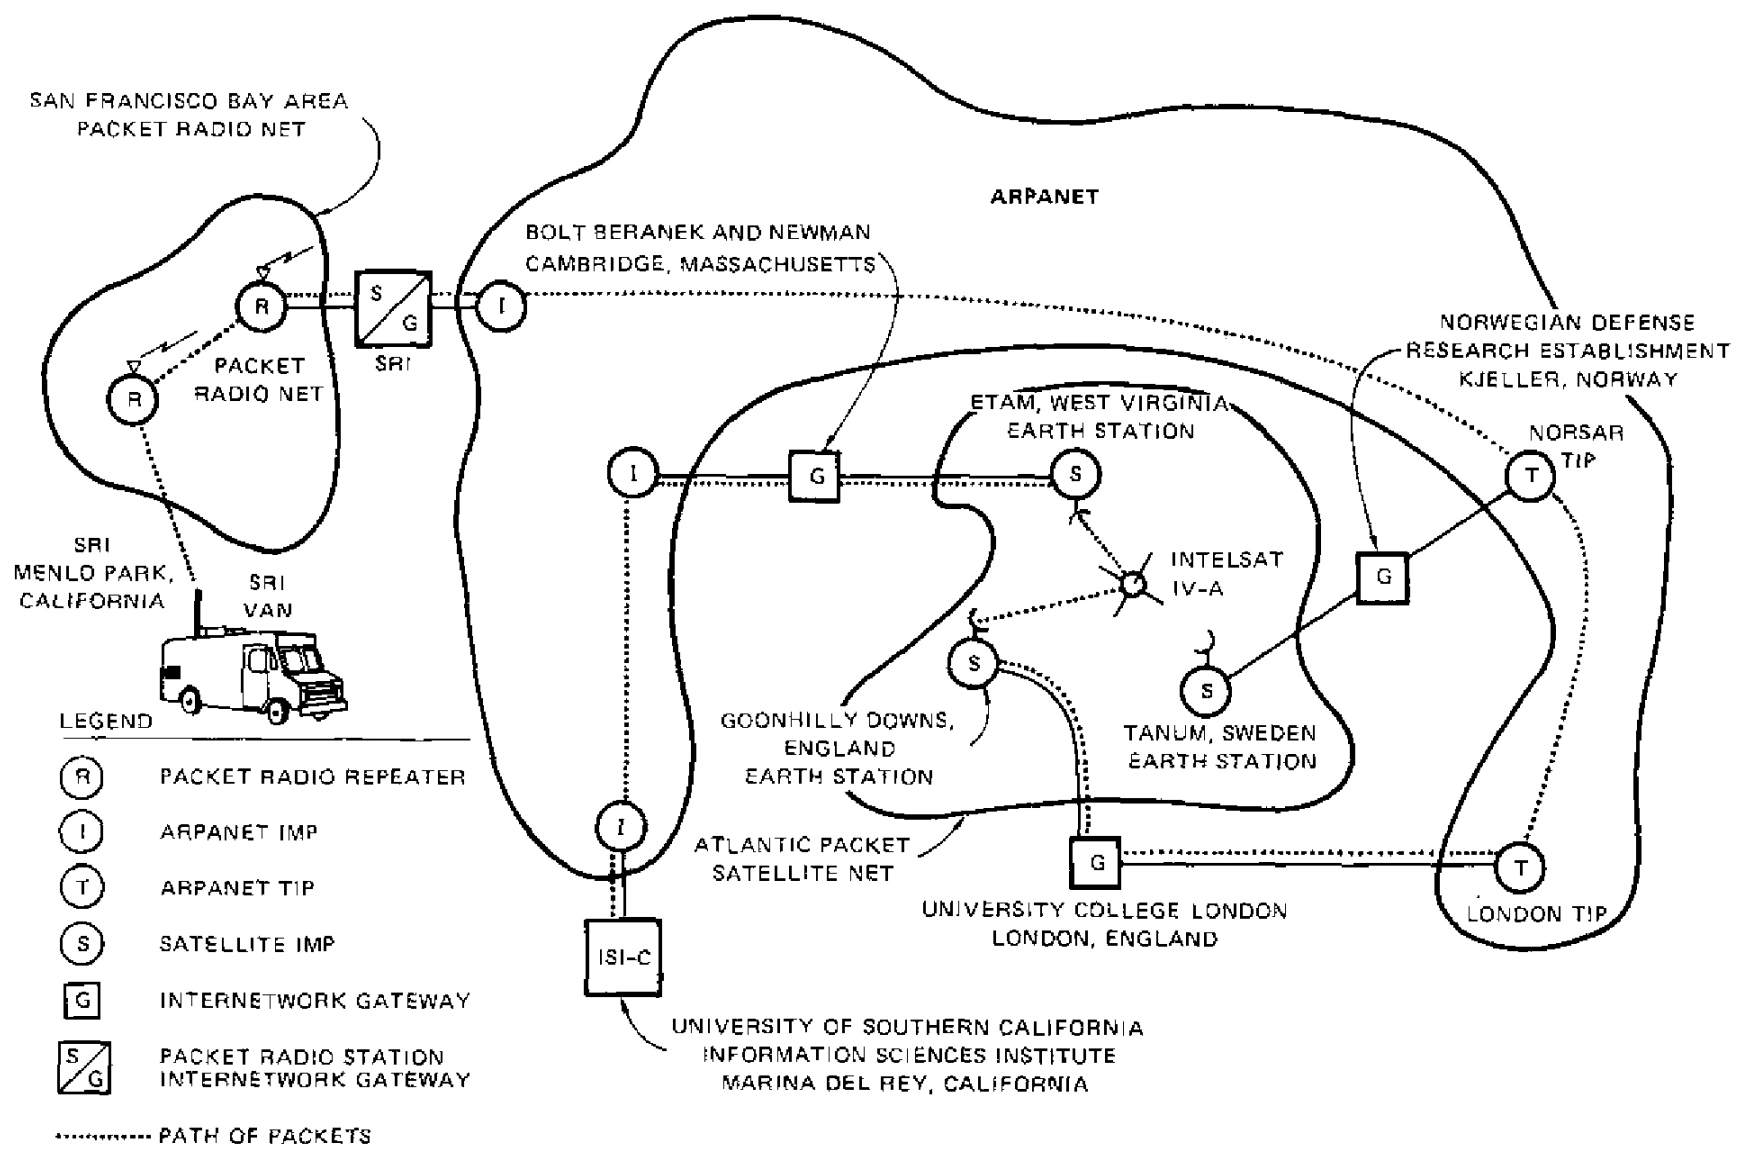 SAN FRANCISCO BAY AREA
PACKET RADIO NET
ARPANET
BOLT BERANEK AND NEWMAN
CAMBRIDGE, MASSACHUSETTS
S
G
SRI
I
R
R
PACKET
RADIO NET
NORWEGIAN DEFENSE
RESEARCH ESTABLISHMENT
KJELLER, NORWAY
ETAM, WEST VIRGINIA
EARTH STATION
NORSAR
TIP
T
I
G
S
INTELSAT
IV-A
G
SRI
MENLO PARK,
CALIFORNIA
SRI
VAN
S
S
GOONHILLY DOWNS,
ENGLAND
EARTH STATION
TANUM, SWEDEN
EARTH STATION
I
ATLANTIC PACKET
SATELLITE NET
G
T
UNIVERSITY COLLEGE LONDON
LONDON, ENGLAND
LONDON TIP
ISI-C
UNIVERSITY OF SOUTHERN CALIFORNIA
INFORMATION SCIENCES INSTITUTE
MARINA DEL REY, CALIFORNIA
LEGEND
R PACKET RADIO REPEATER
I ARPANET IMP
T ARPANET TIP
S SATELLITE IMP
G INTERNETWORK GATEWAY
S PACKET RADIO STATION
G INTERNETWORK GATEWAY
PATH OF PACKETS